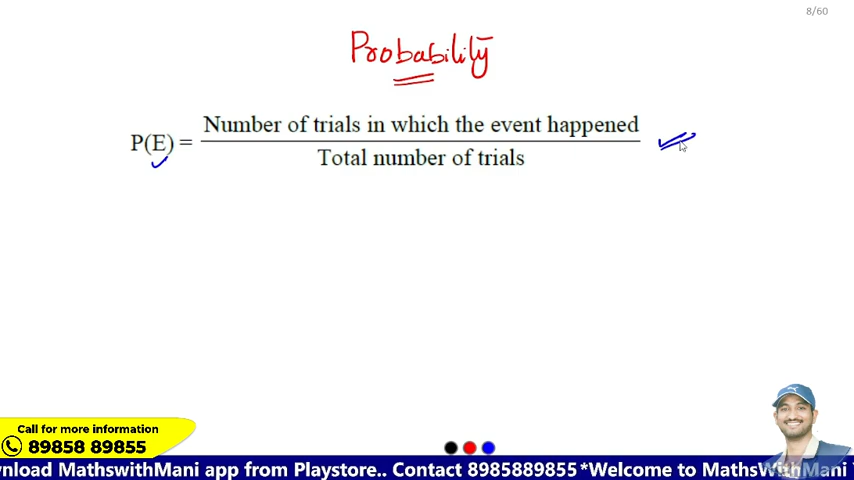 8/60
Probability
P(E) = Number of trials in which the event happened
Total number of trials
Call for more information
89858 89855
wnload MathswithMani app from Playstore.. Contact 8985889855 *Welcome to MathsWithMani